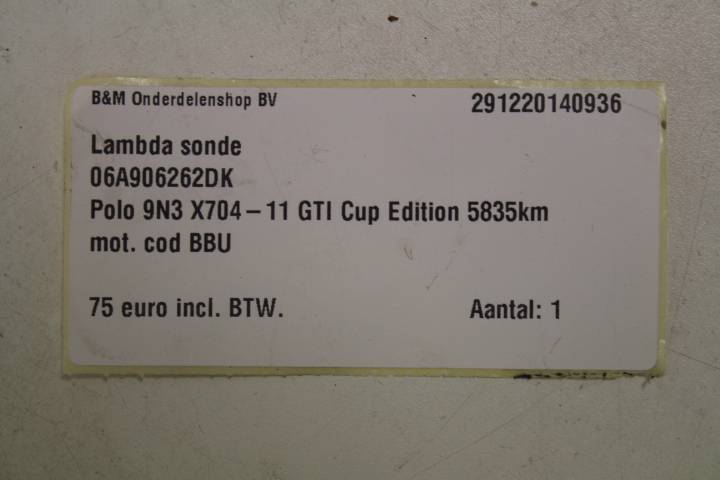 B&M Onderdelenshop BV 291220140936
Lambda sonde
06A906262DK
Polo 9N3 X704 – 11 GTI Cup Edition 5835km
mot. cod BBU
75 euro incl. BTW. Aantal: 1